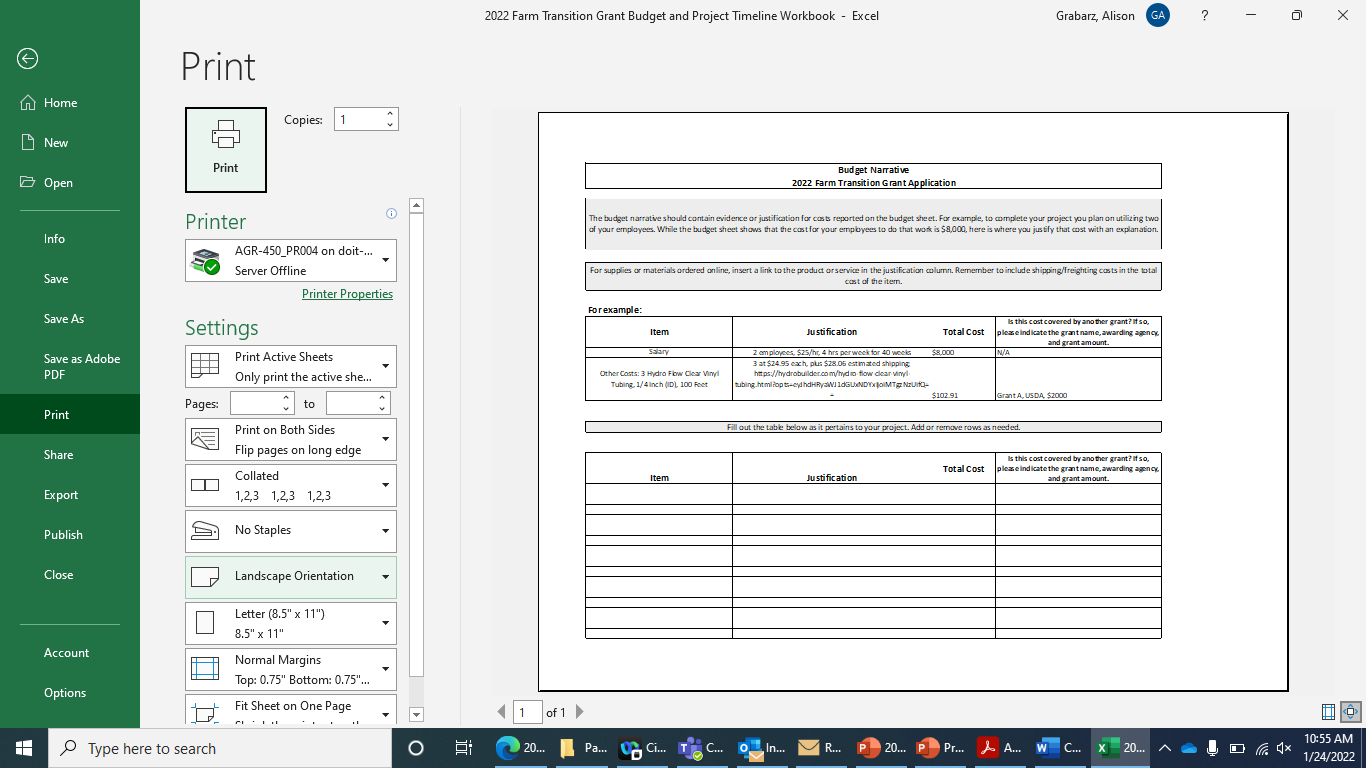 2022 Farm Transition Grant Budget and Project Timeline Workbook - Excel
Grabarz, Alison
GA
?
Home
New
Open
Info
Save
Save As
Save as Adobe
PDF
Print
Share
Export
Publish
Close
Account
Options
Print
Print
Copies: 1
Printer
AGR-450_PR004 on doit-...
Server Offline
Printer Properties
Settings
Print Active Sheets
Only print the active she...
Pages: to
Print on Both Sides
Flip pages on long edge
Collated
1,2,3 1,2,3 1,2,3
No Staples
Landscape Orientation
Letter (8.5" x 11")
8.5" x 11"
Normal Margins
Top: 0.75" Bottom: 0.75"...
Fit Sheet on One Page
Budget Narrative
2022 Farm Transition Grant Application
The budget narrative should contain evidence or justification for costs reported on the budget sheet. For example, to complete your project you plan on utilizing two
of your employees. While the budget sheet shows that the cost for your employees to do that work is $8,000, here is where you justify that cost with an explanation.
For supplies or materials ordered online, insert a link to the product or service in the justification column. Remember to include shipping/freighting costs in the total
cost of the item.
For example:
Item
Justification
Total Cost
Is this cost covered by another grant? If so,
please indicate the grant name, awarding agency,
and grant amount.
Salary
2 employees, $25/hr, 4 hrs per week for 40 weeks
$8,000
N/A
Other Costs: 3 Hydro Flow Clear Vinyl
Tubing, 1/4 Inch (ID), 100 Feet
3 at $24.95 each, plus $28.06 estimated shipping;
https://hydrobuilder.com/hydro-flow-clear-vinyl-
=
$102.91
Grant A, USDA, $2000
Fill out the table below as it pertains to your project. Add or remove rows as needed.
Item
Justification
Total Cost
Is this cost covered by another grant? If so,
please indicate the grant name, awarding agency,
and grant amount.
1 of 1
Type here to search
20...
Pa...
Ci...
C...
In...
R...
20...
Pr...
A...
C...
20...
10:55 AM
1/24/2022